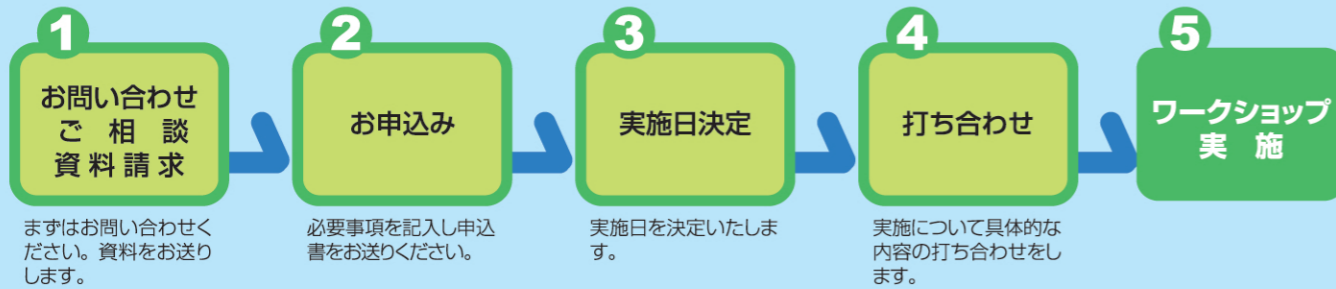 1
お問い合わせ
ご 相 談
資料請求
まずはお問い合わせく
ださい。資料をお送り
します。
2
お申込み
必要事項を記入し申込
書をお送りください。
3
実施日決定
実施日を決定いたしま
す。
4
打ち合わせ
実施について具体的な
内容の打ち合わせをし
ます。
5
ワークショップ
実 施